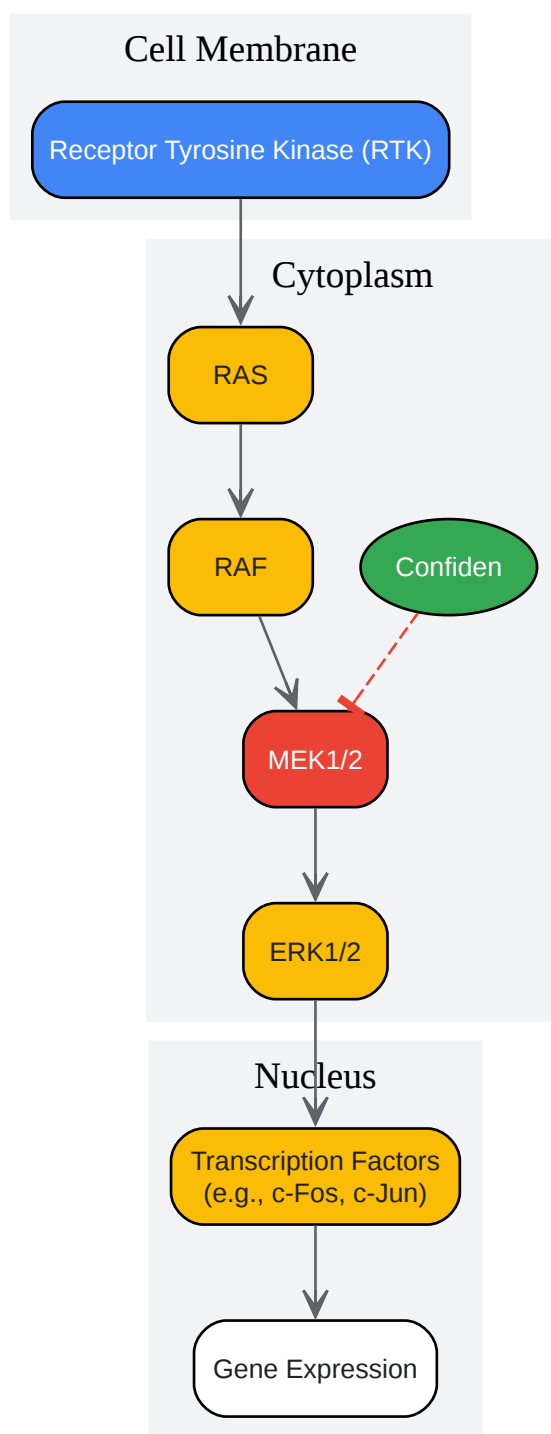 Cell Membrane
Receptor Tyrosine Kinase (RTK)
Cytoplasm
RAS
RAF
Confiden
MEK1/2
ERK1/2
Nucleus
Transcription Factors
(e.g., c-Fos, c-Jun)
Gene Expression